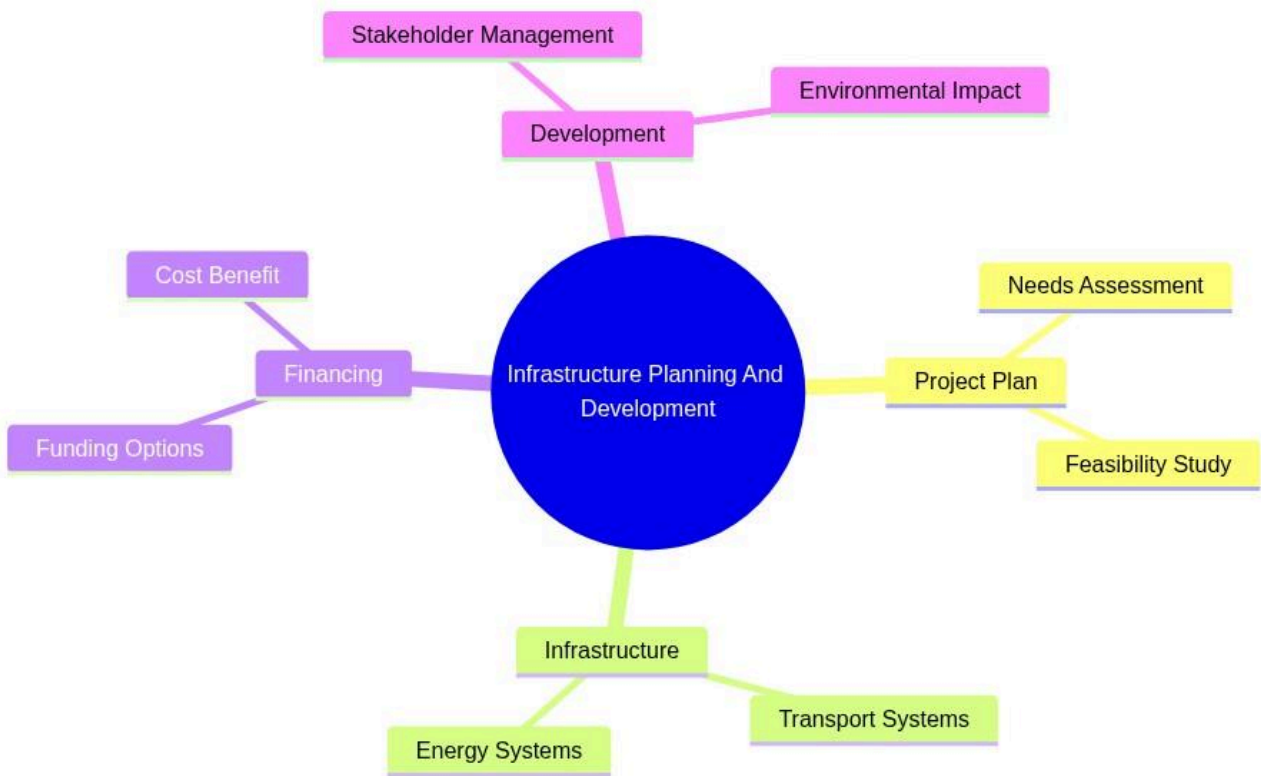 Stakeholder Management
Environmental Impact
Development
Cost Benefit
Needs Assessment
Financing
Infrastructure Planning And
Development
Project Plan
Funding Options
Feasibility Study
Infrastructure
Transport Systems
Energy Systems